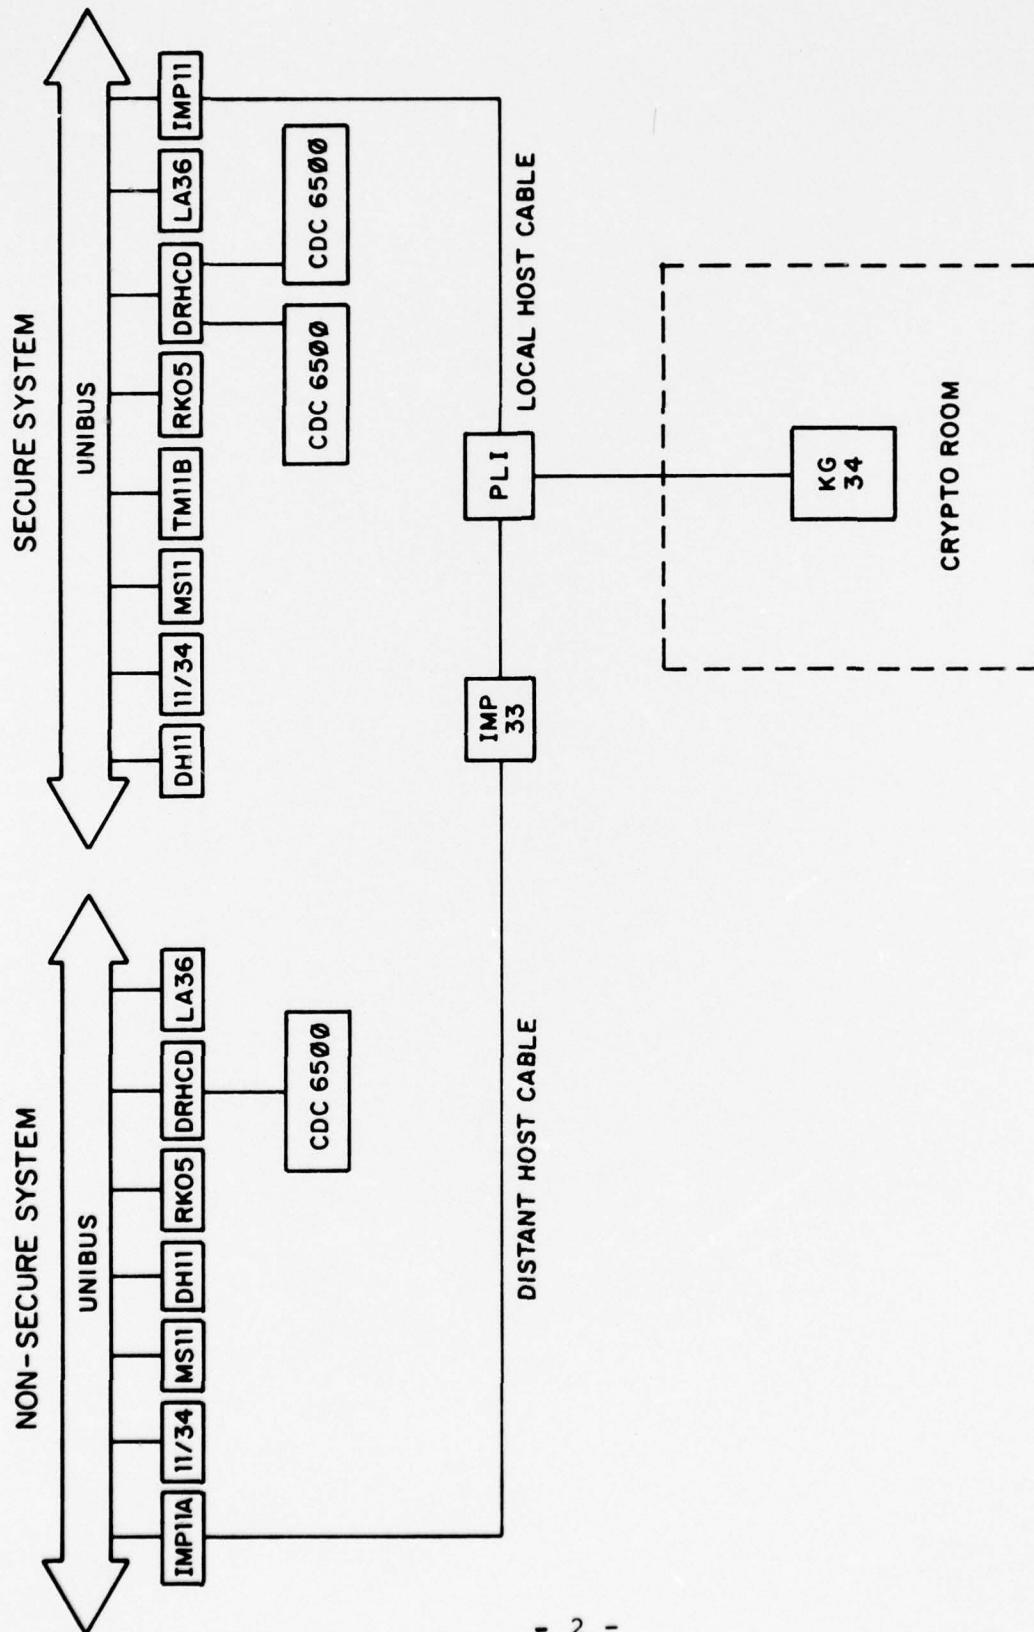 NON-SECURE SYSTEM
UNIBUS
IMP11A
11/34
MS11
DH11
RK05
DRHCD
LA36
CDC 6500
SECURE SYSTEM
UNIBUS
DH11
11/34
MS11
TM11B
RK05
DRHCD
LA36
IMP11
CDC 6500
CDC 6500
IMP
33
PLI
DISTANT HOST CABLE
LOCAL HOST CABLE
KG
34
CRYPTO ROOM
- 2 -